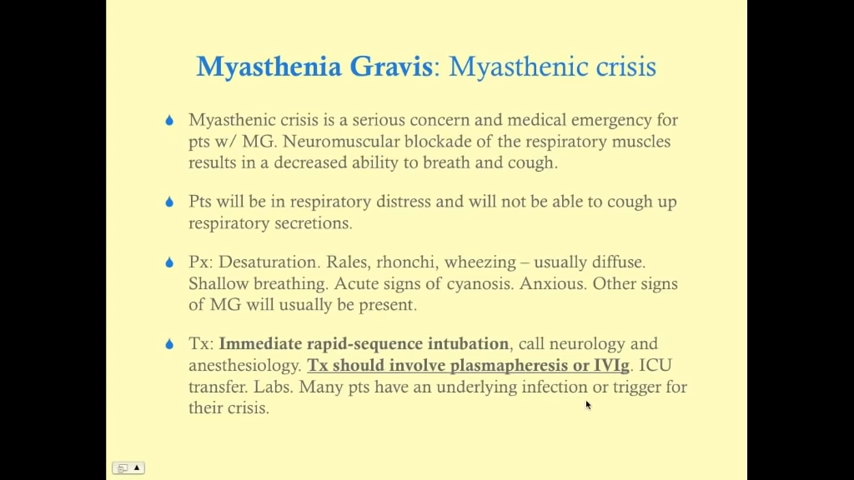 Myasthenia Gravis: Myasthenic crisis
Myasthenic crisis is a serious concern and medical emergency for
pts w/ MG. Neuromuscular blockade of the respiratory muscles
results in a decreased ability to breath and cough.
Pts will be in respiratory distress and will not be able to cough up
respiratory secretions.
Px: Desaturation. Rales, rhonchi, wheezing – usually diffuse.
Shallow breathing. Acute signs of cyanosis. Anxious. Other signs
of MG will usually be present.
Tx: Immediate rapid-sequence intubation, call neurology and
anesthesiology. Tx should involve plasmapheresis or IVIg. ICU
transfer. Labs. Many pts have an underlying infection or trigger for
their crisis.